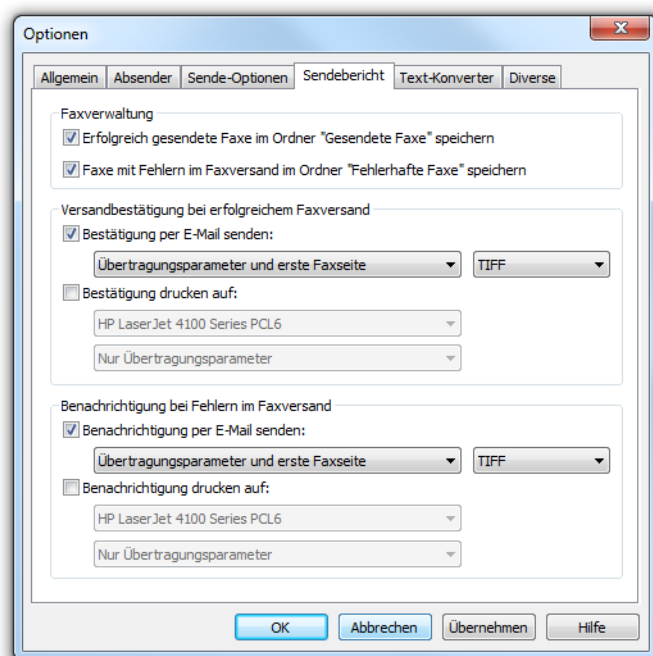 Optionen
Allgemein Absender Sende-Optionen Sendebericht Text-Konverter Diverse
Faxverwaltung
Erfolgreich gesendete Faxe im Ordner "Gesendete Faxe" speichern
Faxe mit Fehlern im Faxversand im Ordner "Fehlerhafte Faxe" speichern
Versandbestätigung bei erfolgreichem Faxversand
Bestätigung per E-Mail senden:
Übertragungsparameter und erste Faxseite TIFF
Bestätigung drucken auf:
HP LaserJet 4100 Series PCL6
Nur Übertragungsparameter
Benachrichtigung bei Fehlern im Faxversand
Benachrichtigung per E-Mail senden:
Übertragungsparameter und erste Faxseite TIFF
Benachrichtigung drucken auf:
HP LaserJet 4100 Series PCL6
Nur Übertragungsparameter
OK Abbrechen Übernehmen Hilfe